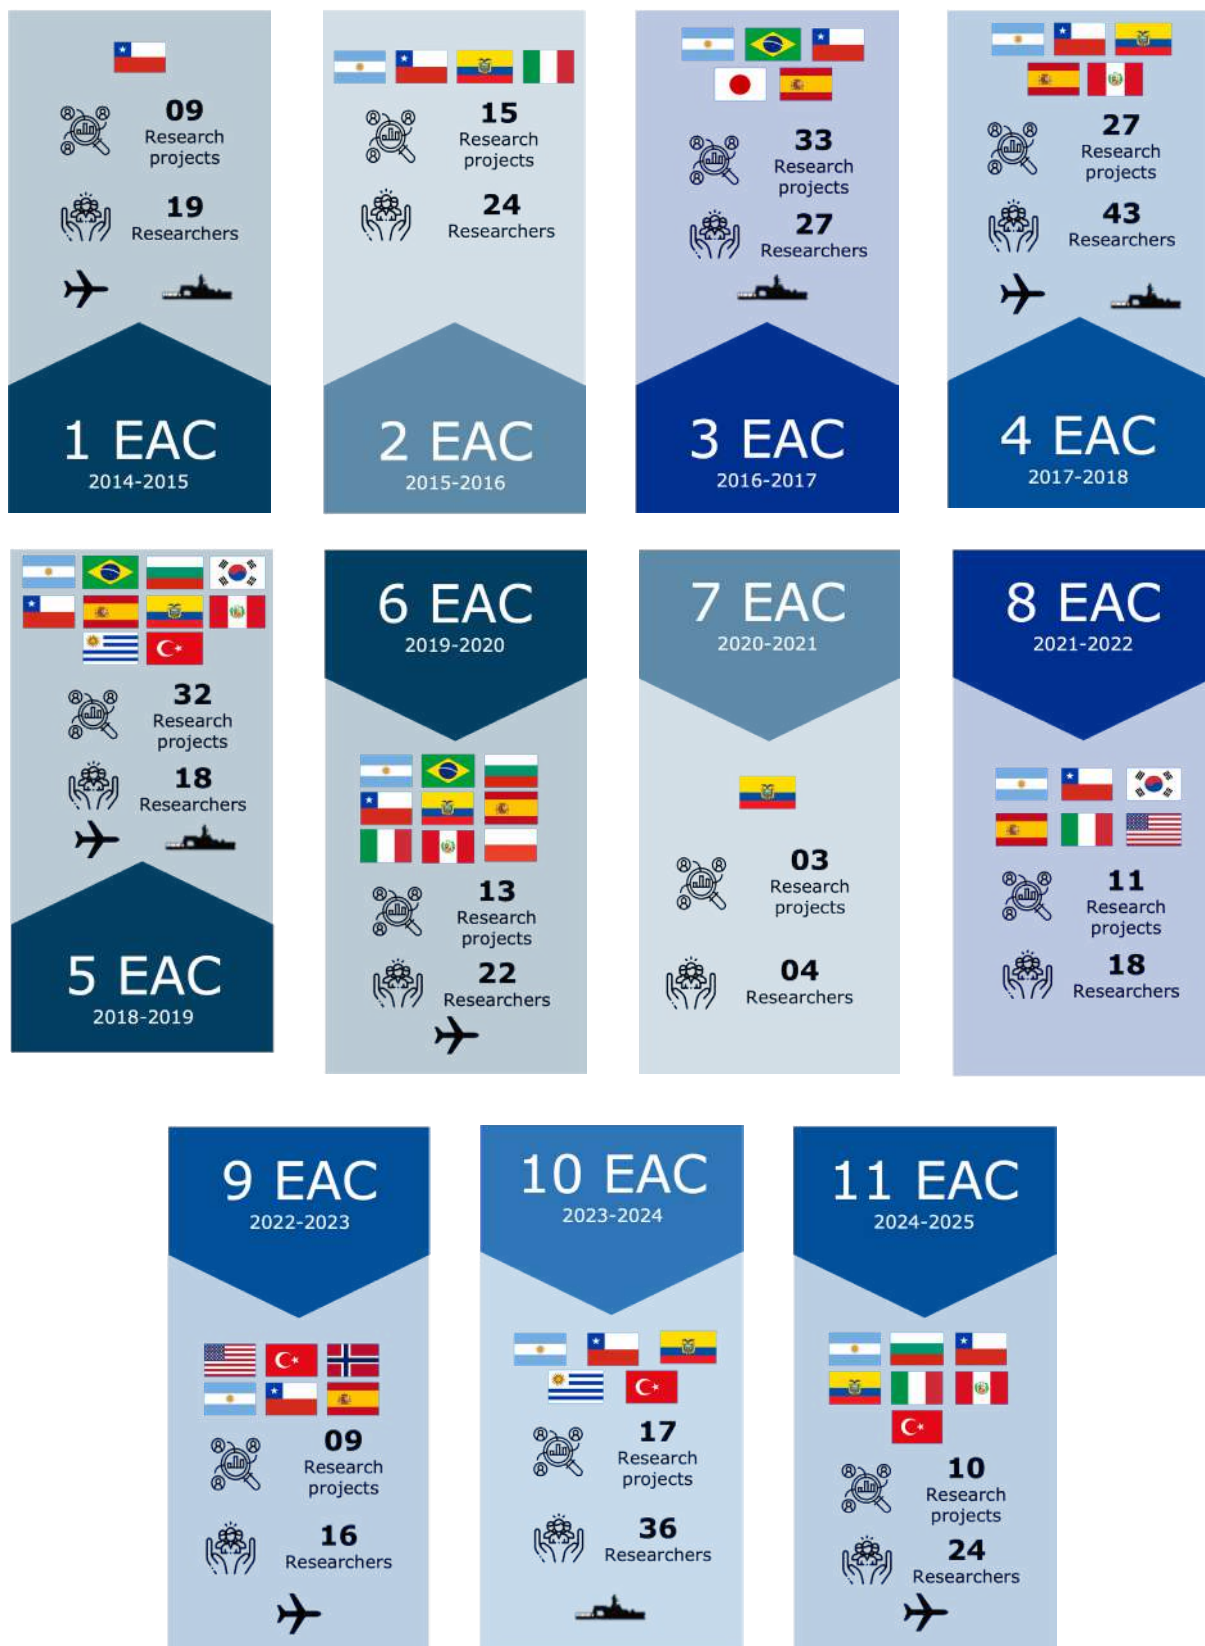 09
Research
projects
19
Researchers
1 EAC
2014-2015
15
Research
projects
24
Researchers
2 EAC
2015-2016
33
Research
projects
27
Researchers
3 EAC
2016-2017
27
Research
projects
43
Researchers
4 EAC
2017-2018
32
Research
projects
18
Researchers
5 EAC
2018-2019
6 EAC
2019-2020
13
Research
projects
22
Researchers
7 EAC
2020-2021
03
Research
projects
04
Researchers
8 EAC
2021-2022
11
Research
projects
18
Researchers
9 EAC
2022-2023
09
Research
projects
16
Researchers
10 EAC
2023-2024
17
Research
projects
36
Researchers
11 EAC
2024-2025
10
Research
projects
24
Researchers